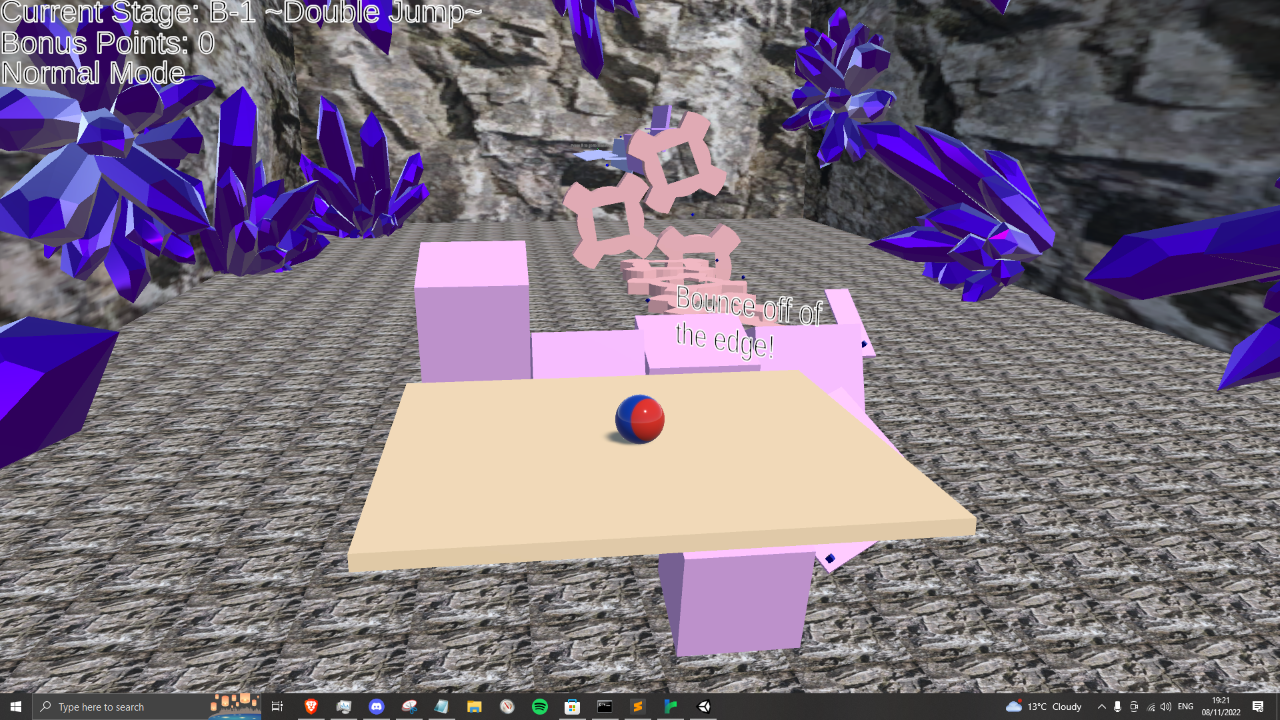 Current Stage: B-1 ~Double Jump~
Bonus Points: 0
Normal Mode
Bounce off of
the edge!
Type here to search
13°C Cloudy
ENG
19:21
08/11/2022